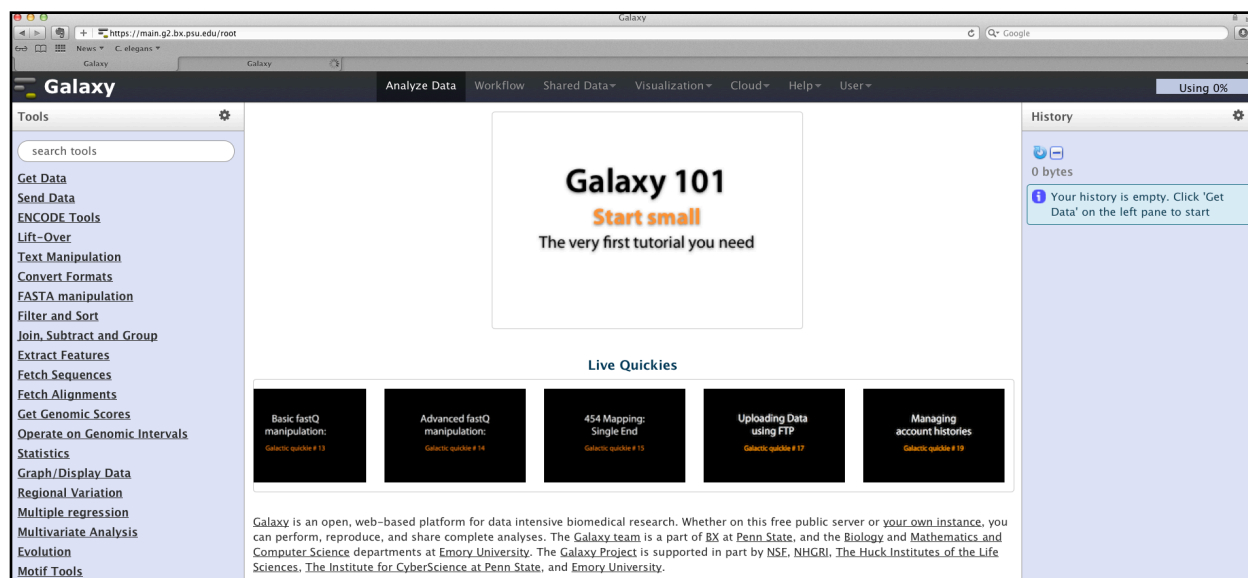 Galaxy
https://main.g2.bx.psu.edu/root
Google
News C. elegans
Galaxy Galaxy
Galaxy Analyze Data Workflow Shared Data Visualization Cloud Help User Using 0%
Tools
search tools
Get Data
Send Data
ENCODE Tools
Lift-Over
Text Manipulation
Convert Formats
FASTA manipulation
Filter and Sort
Join, Subtract and Group
Extract Features
Fetch Sequences
Fetch Alignments
Get Genomic Scores
Operate on Genomic Intervals
Statistics
Graph/Display Data
Regional Variation
Multiple regression
Multivariate Analysis
Evolution
Motif Tools
Galaxy 101
Start small
The very first tutorial you need
Live Quickies
Basic fastQ
manipulation:
Galactic quickie # 13
Advanced fastQ
manipulation:
Galactic quickie # 14
454 Mapping:
Single End
Galactic quickie # 15
Uploading Data
using FTP
Galactic quickie # 17
Managing
account histories
Galactic quickie # 19
Galaxy is an open, web-based platform for data intensive biomedical research. Whether on this free public server or your own instance, you
can perform, reproduce, and share complete analyses. The Galaxy team is a part of BX at Penn State, and the Biology and Mathematics and
Computer Science departments at Emory University. The Galaxy Project is supported in part by NSF, NHGRI, The Huck Institutes of the Life
Sciences, The Institute for CyberScience at Penn State, and Emory University.
History
0 bytes
Your history is empty. Click 'Get
Data' on the left pane to start